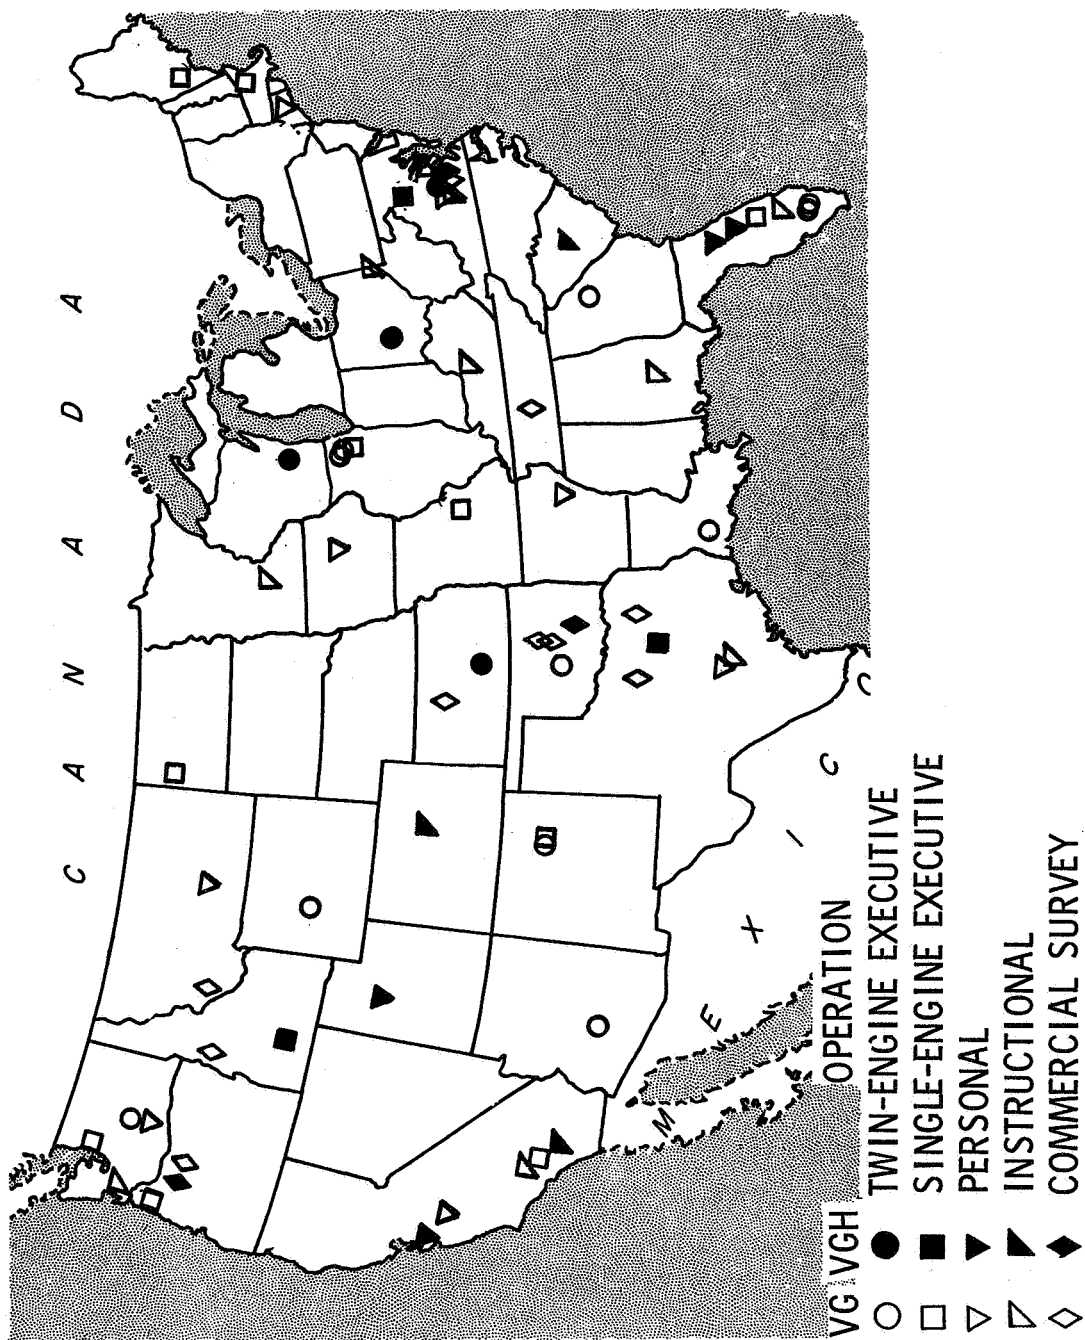 C A N A D A
M E X I C O
VG VGH OPERATION
TWIN-ENGINE EXECUTIVE
SINGLE-ENGINE EXECUTIVE
PERSONAL
INSTRUCTIONAL
COMMERCIAL SURVEY